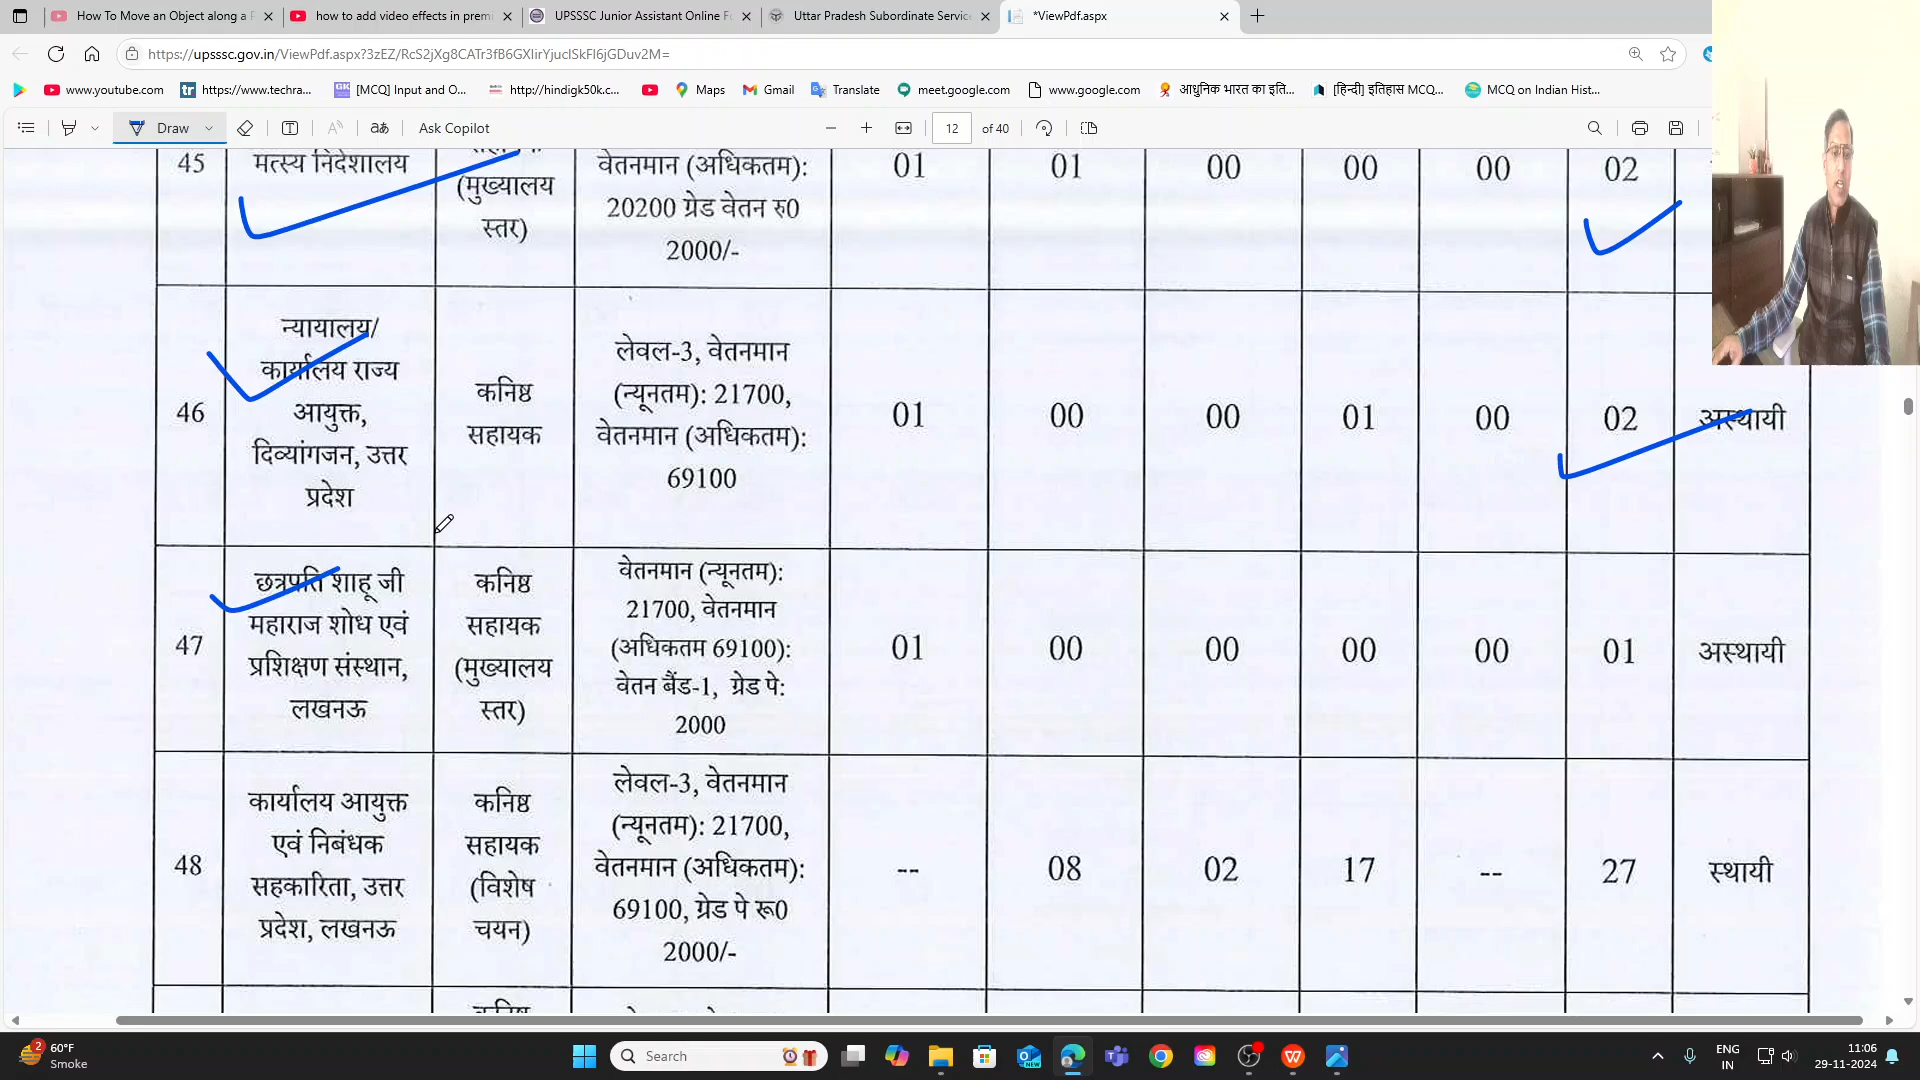 How To Move an Object along a P
how to add video effects in prem
UPSSSC Junior Assistant Online Fo
Uttar Pradesh Subordinate Service
*ViewPdf.aspx
https://upsssc.gov.in/ViewPdf.aspx?3zEZ/RcS2jXg8CATr3fB6GXlirYjuclSkFl6jGDuv2M=
www.youtube.com
https://www.techra...
[MCQ] Input and O...
http://hindigk50k.c...
Maps
Gmail
Translate
meet.google.com
www.google.com
आधुनिक भारत का इति...
[हिन्दी] इतिहास MCQ...
MCQ on Indian Hist...
Draw
Ask Copilot
12 of 40
45
मत्स्य निदेशालय
(मुख्यालय
स्तर)
वेतनमान (अधिकतम):
20200 ग्रेड वेतन रु0
2000/-
01 01 00 00 00 02
46
न्यायालय/
कार्यालय राज्य
आयुक्त,
दिव्यांगजन, उत्तर
प्रदेश
कनिष्ठ
सहायक
लेवल-3, वेतनमान
(न्यूनतम): 21700,
वेतनमान (अधिकतम):
69100
01 00 00 01 00 02 अस्थायी
47
छत्रपति शाहू जी
महाराज शोध एवं
प्रशिक्षण संस्थान,
लखनऊ
कनिष्ठ
सहायक
(मुख्यालय
स्तर)
वेतनमान (न्यूनतम):
21700, वेतनमान
(अधिकतम 69100):
वेतन बैंड-1, ग्रेड पे:
2000
01 00 00 00 00 01 अस्थायी
48
कार्यालय आयुक्त
एवं निबंधक
सहकारिता, उत्तर
प्रदेश, लखनऊ
कनिष्ठ
सहायक
(विशेष
चयन)
लेवल-3, वेतनमान
(न्यूनतम): 21700,
वेतनमान (अधिकतम):
69100, ग्रेड पे रू0
2000/-
-- 08 02 17 -- 27 स्थायी
60°F
Smoke
Search
ENG
IN
11:06
29-11-2024